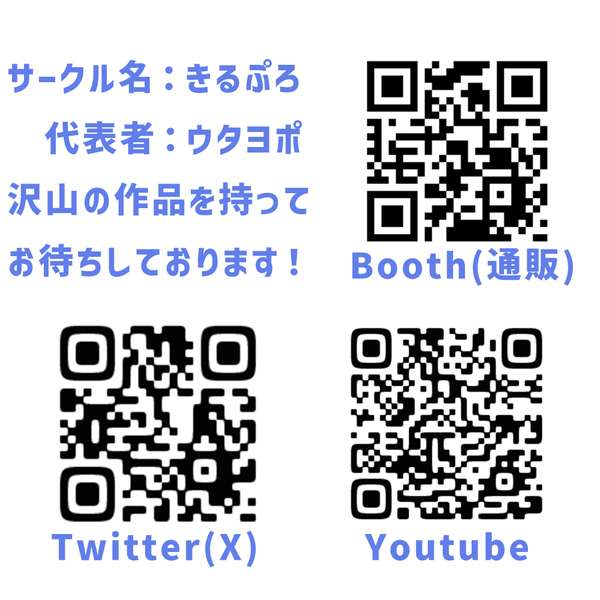 サークル名：きるぷろ
代表者：ウタヨポ
沢山の作品を持って
お待ちしております！
Booth(通販)
Twitter(X)
Youtube